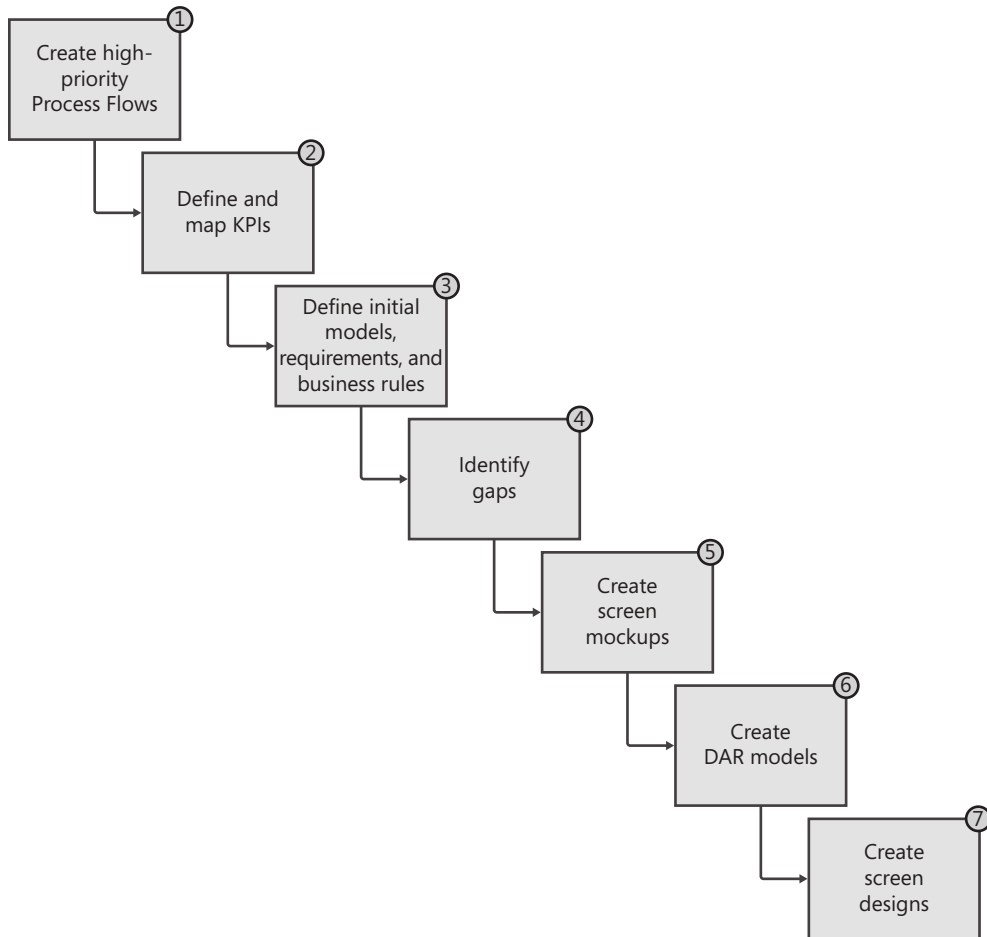 1
Create high-
priority
Process Flows
2
Define and
map KPIs
3
Define initial
models,
requirements, and
business rules
4
Identify
gaps
5
Create
screen
mockups
6
Create
DAR models
7
Create
screen
designs